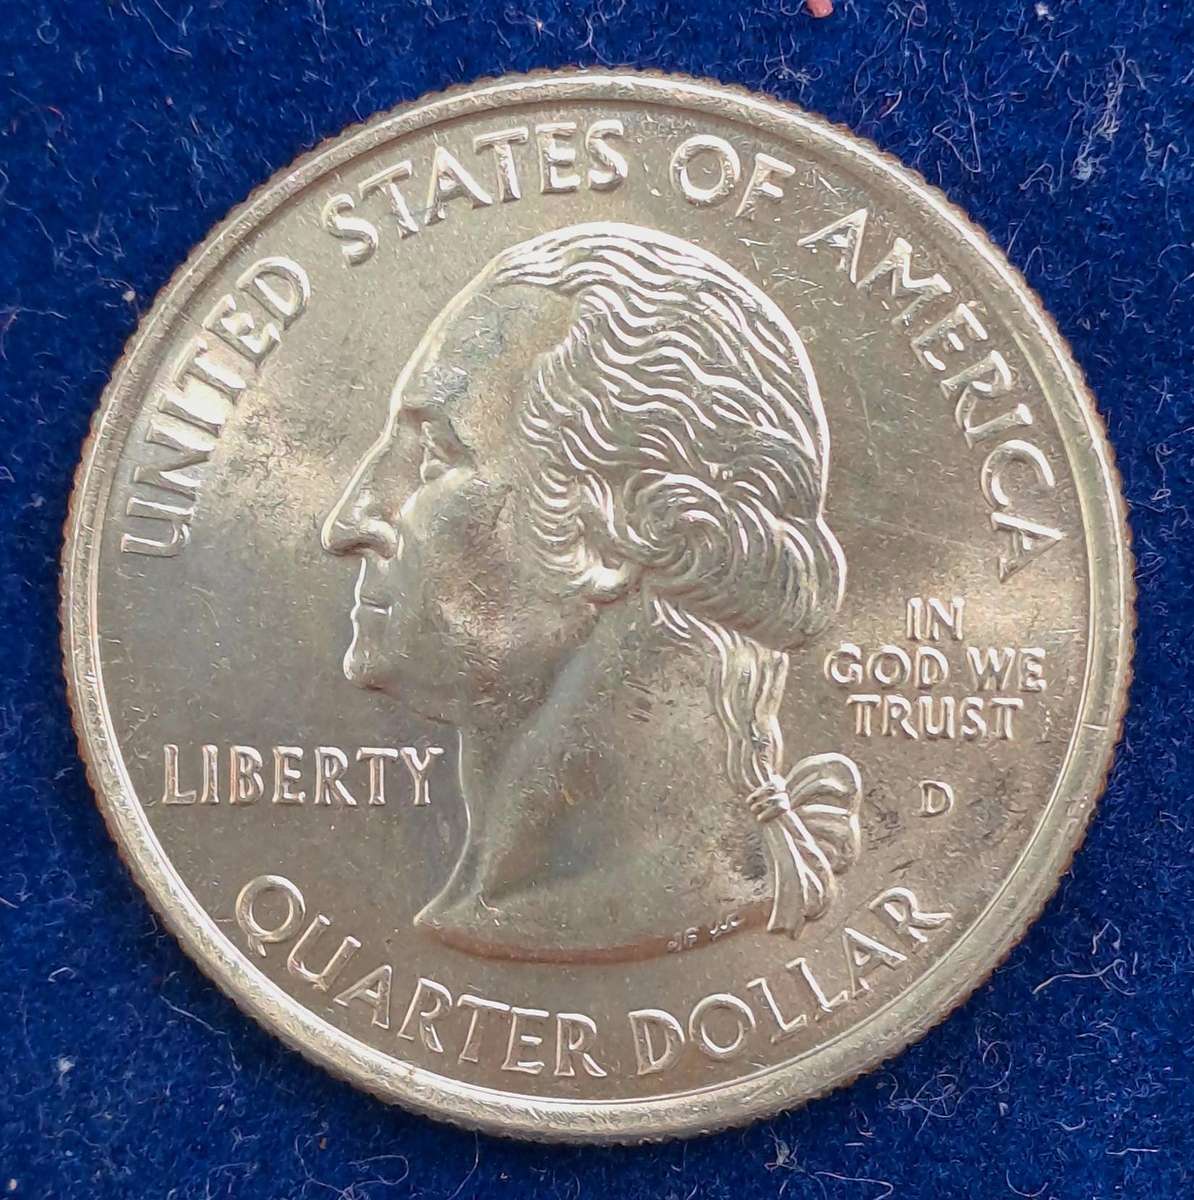 UNITED STATES OF AMERICA
LIBERTY
IN
GOD WE
TRUST
D
QUARTER DOLLAR